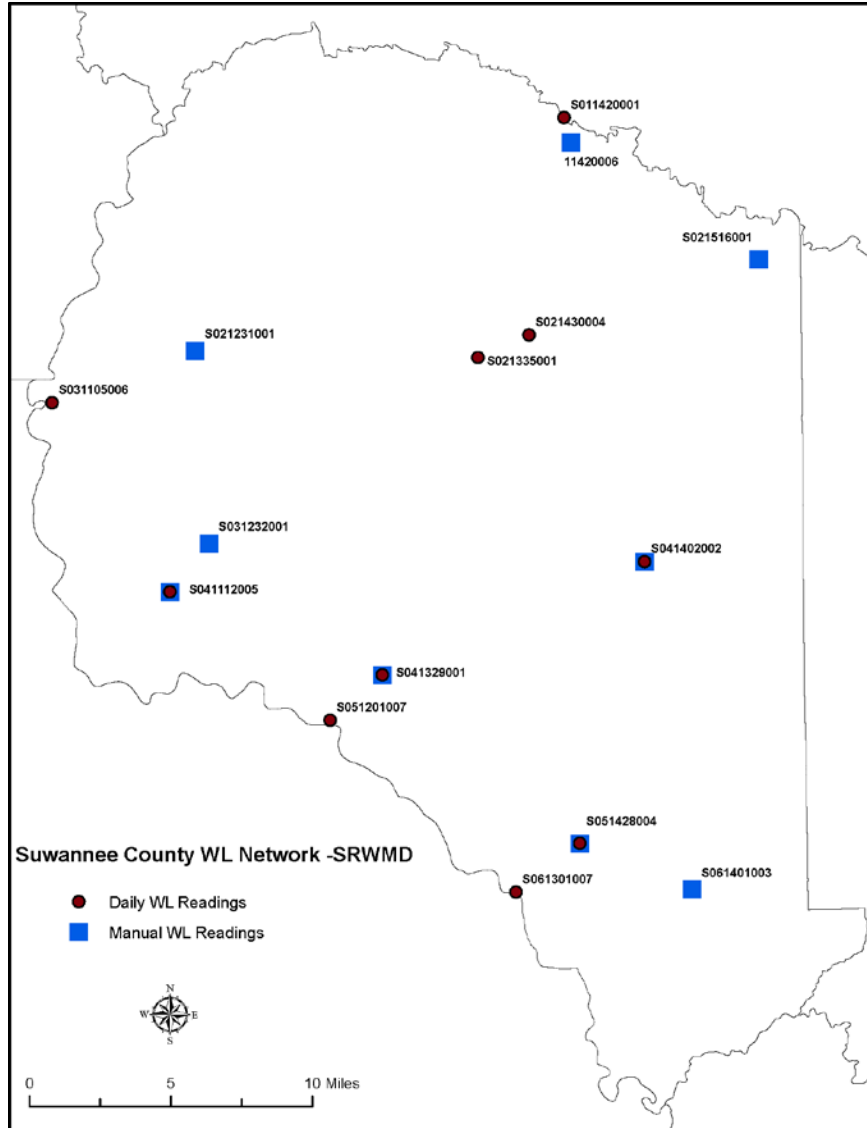 S011420001
11420006
S021516001
S021430004
S021231001
S021335001
S031105006
S031232001
S041402002
S041112005
S041329001
S051201007
S051428004
Suwannee County WL Network -SRWMD
S061401003
S061301007
Daily WL Readings
Manual WL Readings
N
W E
S
0 5 10 Miles